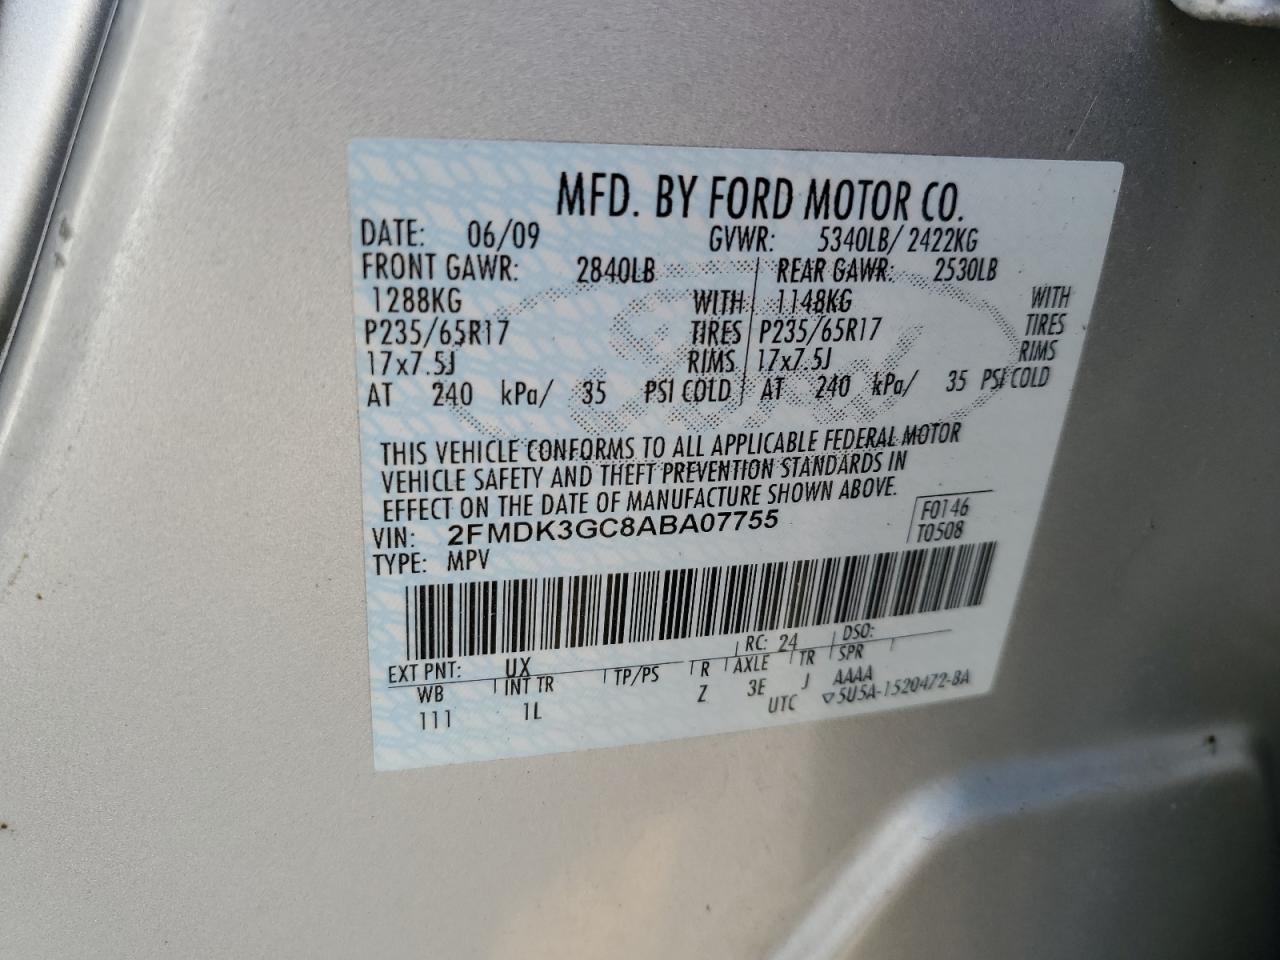 MFD. BY FORD MOTOR CO.
DATE: 06/09 GVWR: 5340LB/ 2422KG
FRONT GAWR: 2840LB REAR GAWR: 2530LB
1288KG WITH 1148KG WITH
P235/65R17 TIRES P235/65R17 TIRES
17x7.5J RIMS 17x7.5J RIMS
AT 240 kPa/ 35 PSI COLD AT 240 kPa/ 35 PSI COLD
THIS VEHICLE CONFORMS TO ALL APPLICABLE FEDERAL MOTOR
VEHICLE SAFETY AND THEFT PREVENTION STANDARDS IN
EFFECT ON THE DATE OF MANUFACTURE SHOWN ABOVE.
F0146
VIN: 2FMDK3GC8ABA07755 T0508
TYPE: MPV
RC: 24 DSO:
EXT PNT: UX
WB INT TR TP/PS R AXLE TR SPR
111 1L Z 3E J AAAA
UTC ▽5U5A-1520472-BA